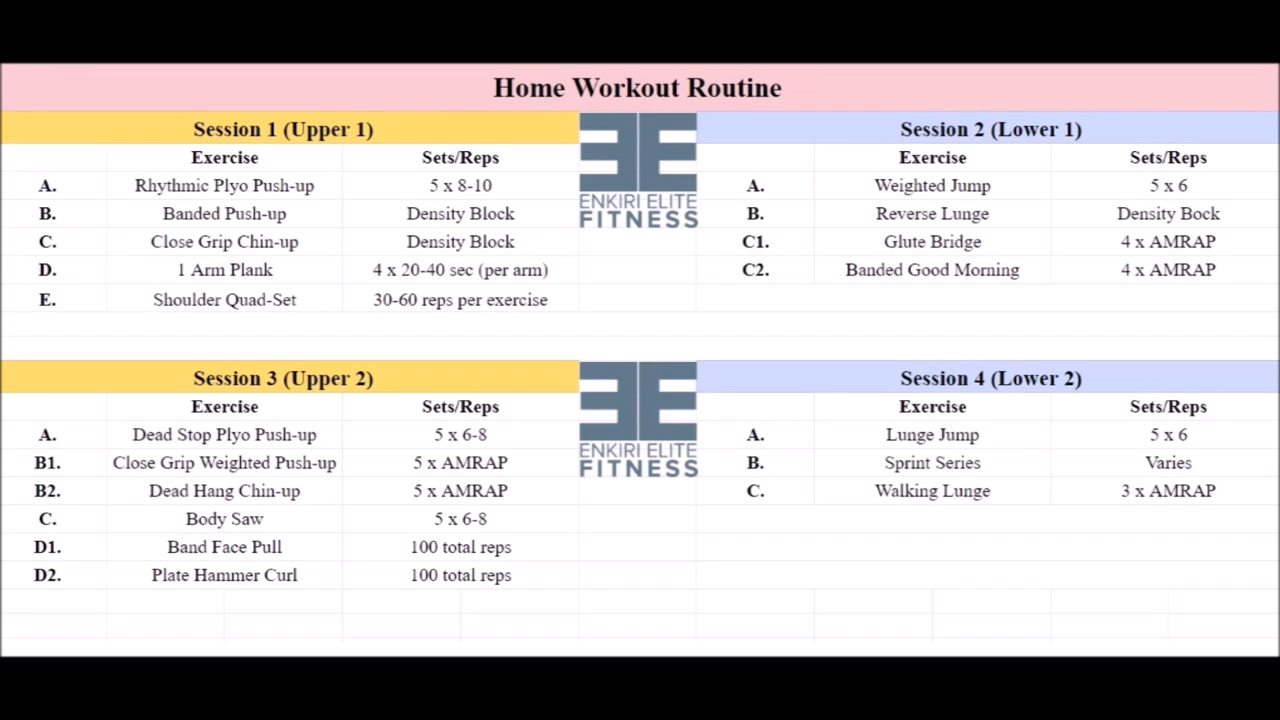 Home Workout Routine
Session 1 (Upper 1)
Exercise Sets/Reps
A. Rhythmic Plyo Push-up 5 x 8-10
B. Banded Push-up Density Block
C. Close Grip Chin-up Density Block
D. 1 Arm Plank 4 x 20-40 sec (per arm)
E. Shoulder Quad-Set 30-60 reps per exercise
ENKIRI ELITE
FITNESS
Session 2 (Lower 1)
Exercise Sets/Reps
A. Weighted Jump 5 x 6
B. Reverse Lunge Density Bock
C1. Glute Bridge 4 x AMRAP
C2. Banded Good Morning 4 x AMRAP
Session 3 (Upper 2)
Exercise Sets/Reps
A. Dead Stop Plyo Push-up 5 x 6-8
B1. Close Grip Weighted Push-up 5 x AMRAP
B2. Dead Hang Chin-up 5 x AMRAP
C. Body Saw 5 x 6-8
D1. Band Face Pull 100 total reps
D2. Plate Hammer Curl 100 total reps
ENKIRI ELITE
FITNESS
Session 4 (Lower 2)
Exercise Sets/Reps
A. Lunge Jump 5 x 6
B. Sprint Series Varies
C. Walking Lunge 3 x AMRAP